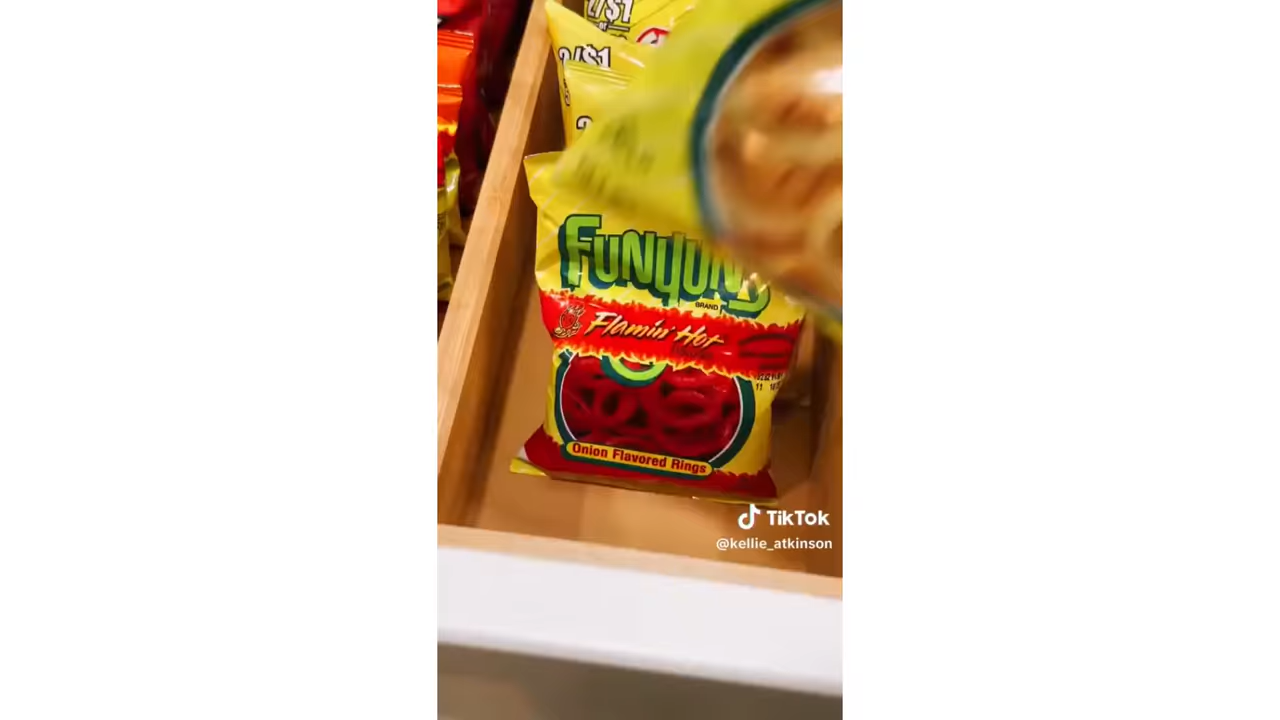 2/$1
2/$1
FUNYUNS
BRAND
Flamin' Hot
Onion Flavored Rings
TikTok
@kellie_atkinson